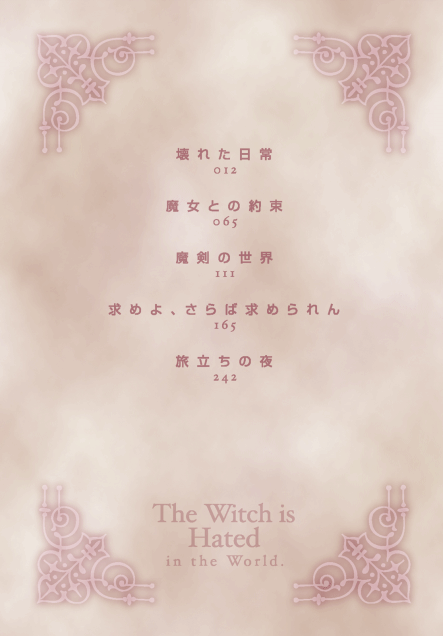 壊れた日常
012
魔女との約束
065
魔剣の世界
111
求めよ、さらば求められん
165
旅立ちの夜
242
The Witch is
Hated
in the World.